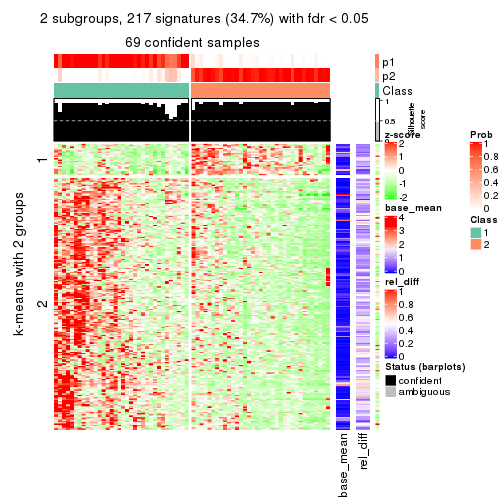 2 subgroups, 217 signatures (34.7%) with fdr < 0.05
69 confident samples
p1
p2
Class
1
0.5
0
Silhouette
score
k-means with 2 groups
1
2
base_mean
rel_diff
z-score
2
1
0
-1
-2
base_mean
4
3
2
1
0
rel_diff
1
0.8
0.6
0.4
0.2
0
Status (barplots)
confident
ambiguous
Prob
1
0.8
0.6
0.4
0.2
0
Class
1
2